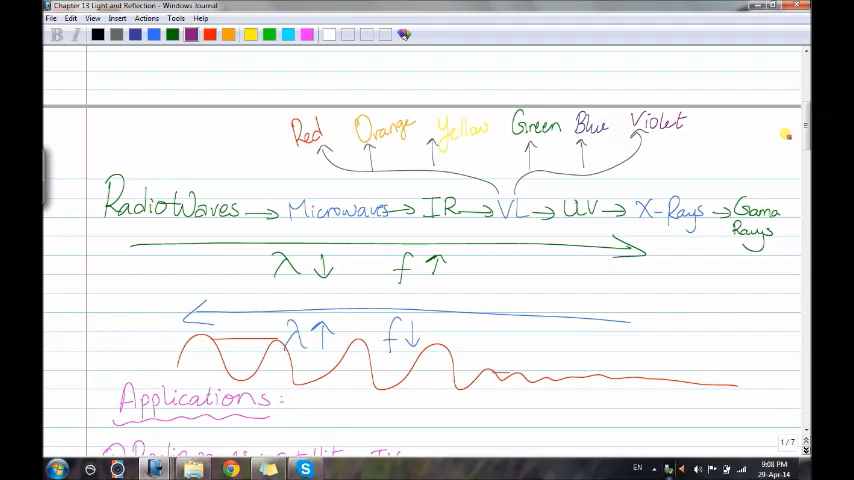 Chapter 13 Light and Reflection - Windows Journal
File Edit View Insert Actions Tools Help
B I
Red Orange Yellow Green Blue Violet
RadioWaves → Microwaves → IR → VL → UV → X-Rays → Gama Rays
λ ↓ f ↑
λ ↑ f ↓
Applications :
1/7
EN
9:08 PM
29-Apr-14